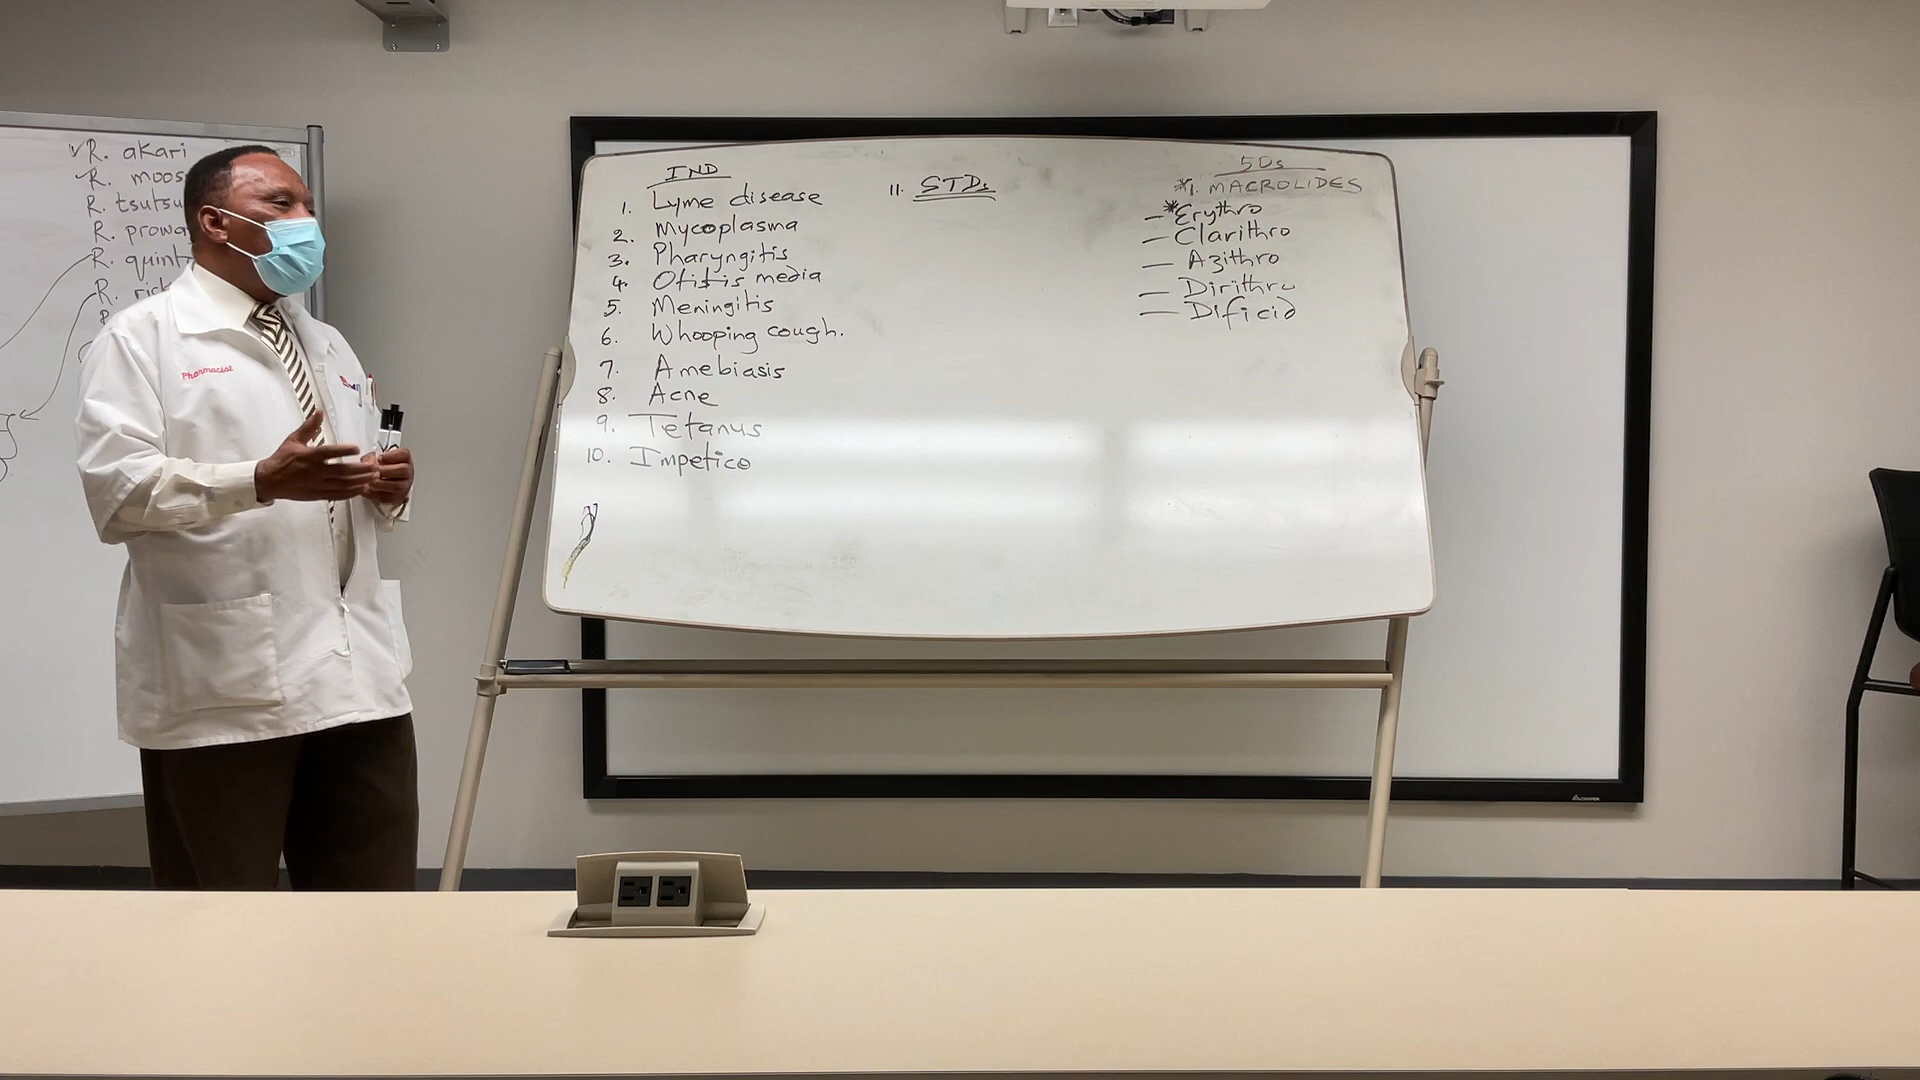 R. akari
R. moos
R. tsutsu
R. prowa
R. quint
R. rick
Pharmacist
IND
1. Lyme disease
2. Mycoplasma
3. Pharyngitis
4. Otitis media
5. Meningitis
6. Whooping cough.
7. Amebiasis
8. Acne
9. Tetanus
10. Impetico
11. STDs
5Ds
*1. MACROLIDES
— *Erythro
— Clarithro
— Azithro
— Dirithro
— Dificid